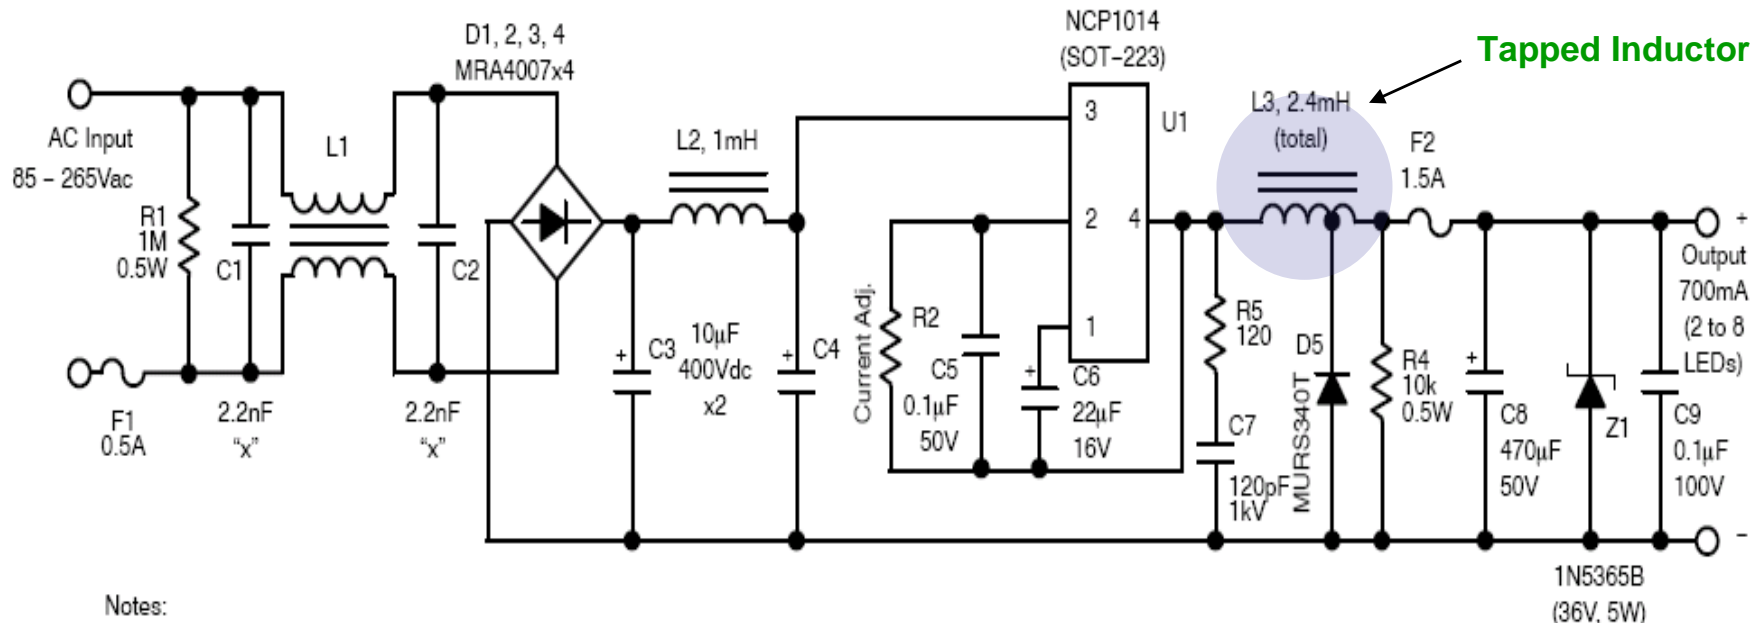 D1, 2, 3, 4
MRA4007x4
NCP1014
(SOT–223)
Tapped Inductor
AC Input
85 – 265Vac
L1
L2, 1mH
3
U1
L3, 2.4mH
(total)
F2
1.5A
R1
1M
0.5W
C1
C2
2
4
+
Output
700mA
(2 to 8
LEDs)
F1
0.5A
2.2nF
“x”
2.2nF
“x”
+
C3
10µF
400Vdc
x2
+
C4
Current Adj.
R2
C5
0.1µF
50V
1
+
C6
22µF
16V
R5
120
C7
120pF
1kV
D5
MURS340T
R4
10k
0.5W
+
C8
470µF
50V
Z1
C9
0.1µF
100V
–
1N5365B
(36V, 5W)
Notes: